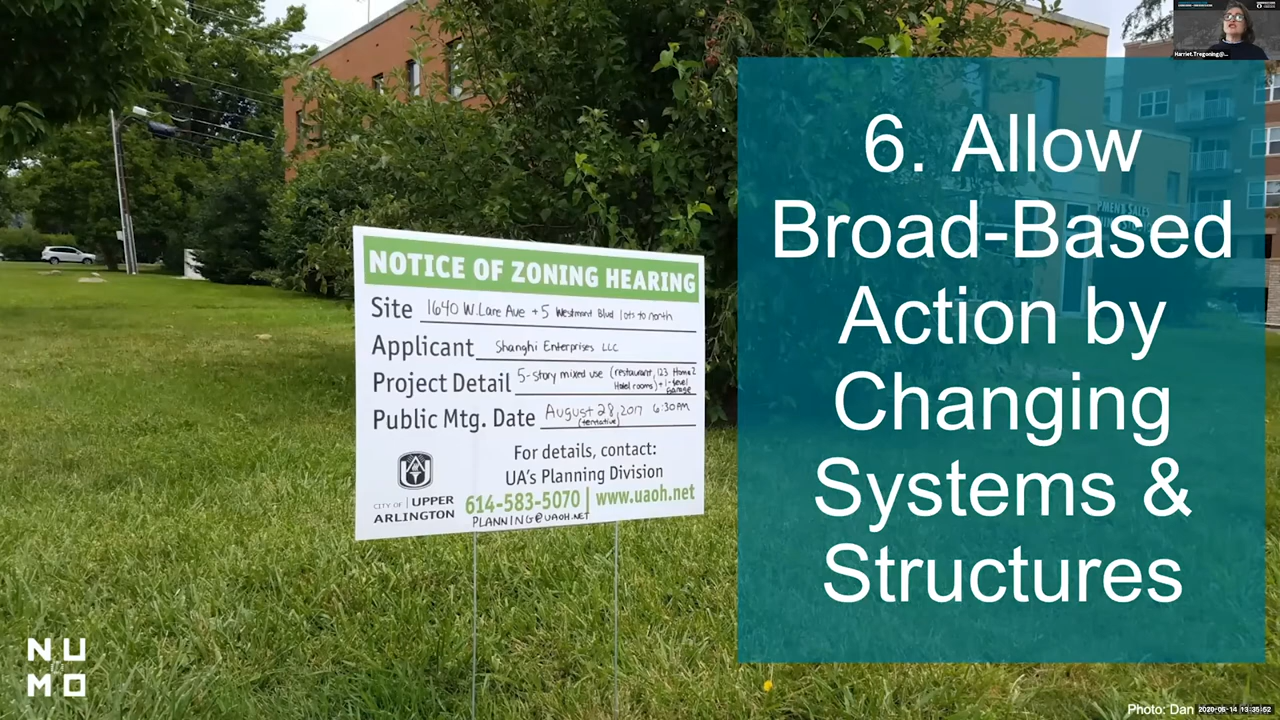 Harriet.Tregoning@...
6. Allow
Broad-Based
Action by
Changing
Systems &
Structures
NOTICE OF ZONING HEARING
Site 1640 W. Lane Ave + 5 Westmont Blvd lots to north
Applicant Shanghi Enterprises LLC
Project Detail 5-story mixed use (restaurant, 123 Home2
Hotel rooms) + 1-level
Garage
Public Mtg. Date August 28, 2017 6:30AM
(tentative)
For details, contact:
UA's Planning Division
CITY OF | UPPER
ARLINGTON
614-583-5070 | www.uaoh.net
PLANNING@UAOH.NET
NU
MO
Photo: Dan
2020-06-14 13:35:52